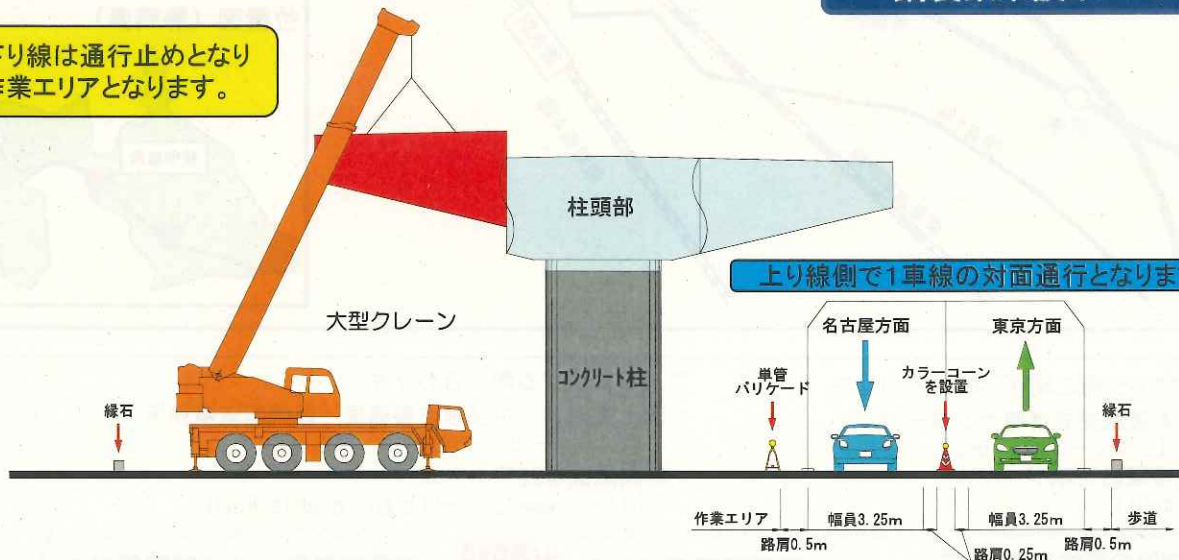 下り線は通行止めとなり
作業エリアとなります。
柱頭部
上り線側で1車線の対面通行となりま
大型クレーン
名古屋方面
東京方面
コンクリート柱
単管
バリケード
カラーコーン
を設置
縁石
縁石
作業エリア
幅員3.25m
幅員3.25m
歩道
路肩0.5m
路肩0.25m
路肩0.5m